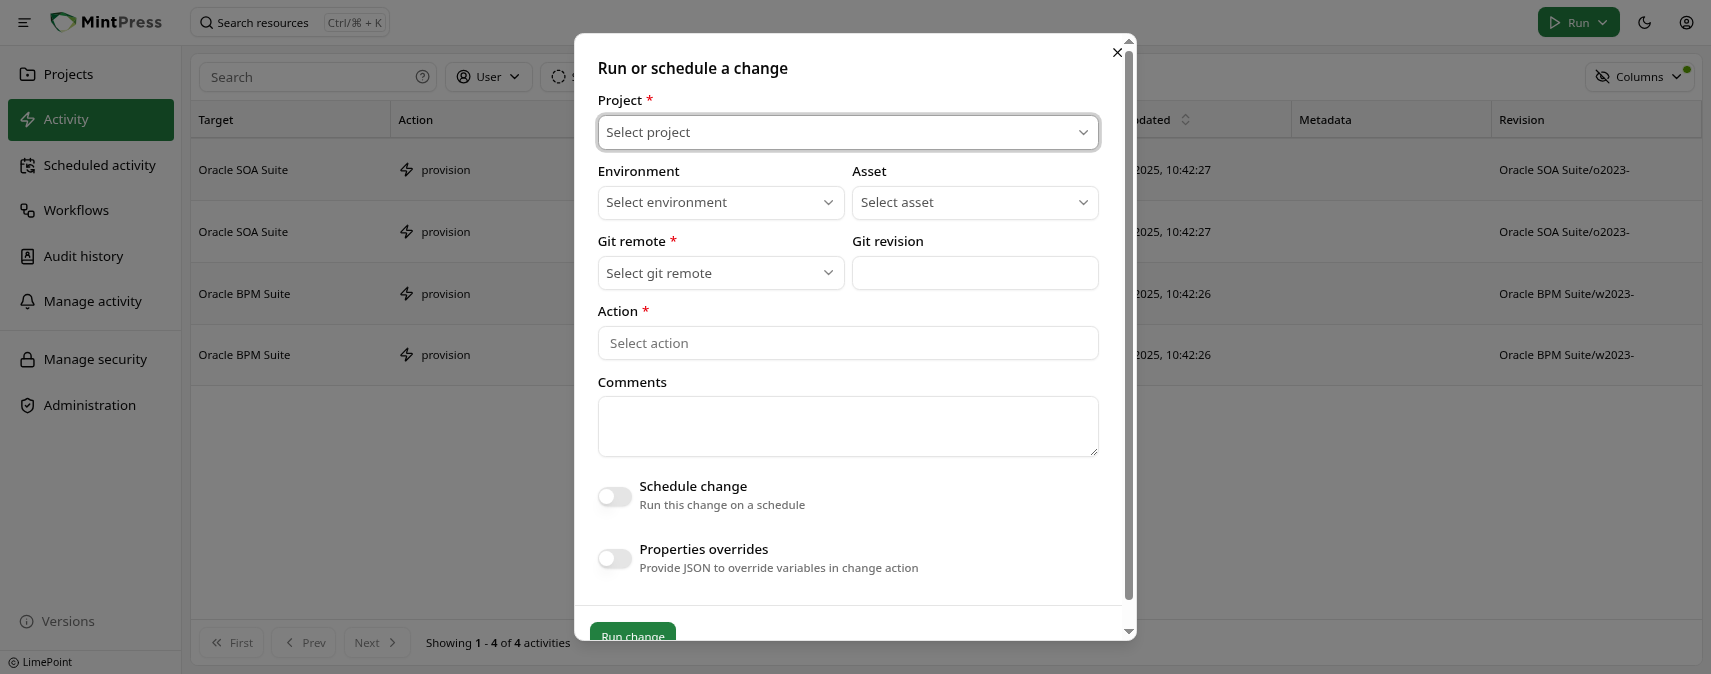 MintPress
Search resources Ctrl/⌘ + K
Run
Projects
Activity
Scheduled activity
Workflows
Audit history
Manage activity
Manage security
Administration
Versions
© LimePoint
Search
User
Columns
Target Action Metadata Revision
Oracle SOA Suite provision 2025, 10:42:27 Oracle SOA Suite/o2023-
Oracle SOA Suite provision 2025, 10:42:27 Oracle SOA Suite/o2023-
Oracle BPM Suite provision 2025, 10:42:26 Oracle BPM Suite/w2023-
Oracle BPM Suite provision 2025, 10:42:26 Oracle BPM Suite/w2023-
First Prev Next Showing 1 - 4 of 4 activities
Run or schedule a change
Project *
Select project
Environment Asset
Select environment Select asset
Git remote * Git revision
Select git remote
Action *
Select action
Comments
Schedule change
Run this change on a schedule
Properties overrides
Provide JSON to override variables in change action
Run change